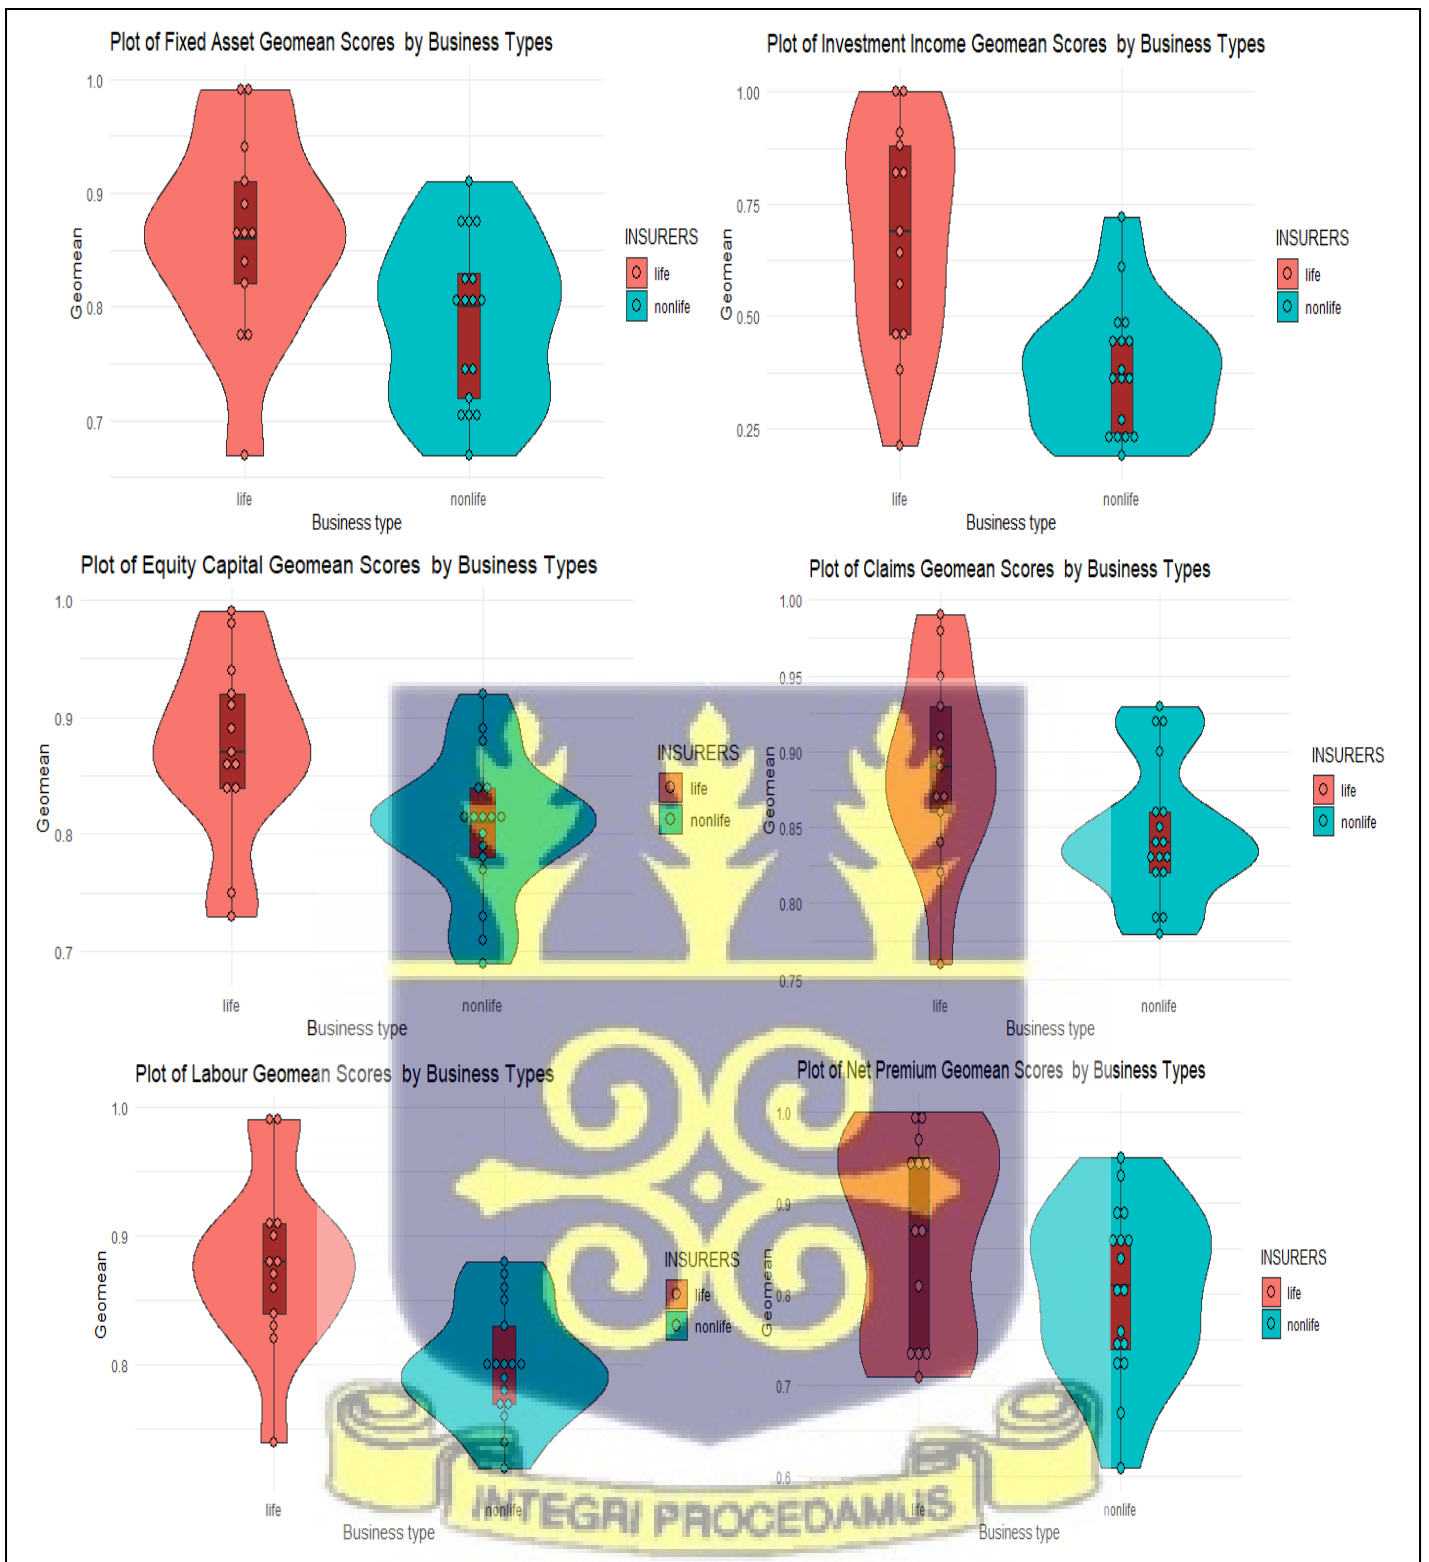 Plot of Fixed Asset Geomean Scores by Business Types
1.0
0.9
0.8
0.7
Geomean
life
nonlife
Business type
INSURERS
life
nonlife
Plot of Investment Income Geomean Scores by Business Types
1.00
0.75
0.50
0.25
Geomean
life
nonlife
Business type
INSURERS
life
nonlife
Plot of Equity Capital Geomean Scores by Business Types
1.0
0.9
0.8
0.7
Geomean
life
nonlife
Business type
INSURERS
life
nonlife
Plot of Claims Geomean Scores by Business Types
1.00
0.95
0.90
0.85
0.80
0.75
Geomean
life
nonlife
Business type
INSURERS
life
nonlife
Plot of Labour Geomean Scores by Business Types
1.0
0.9
0.8
Geomean
life
nonlife
Business type
INSURERS
life
nonlife
Plot of Net Premium Geomean Scores by Business Types
1.0
0.9
0.8
0.7
0.6
Geomean
life
nonlife
Business type
INSURERS
life
nonlife
INTEGRI PROCEDAMUS